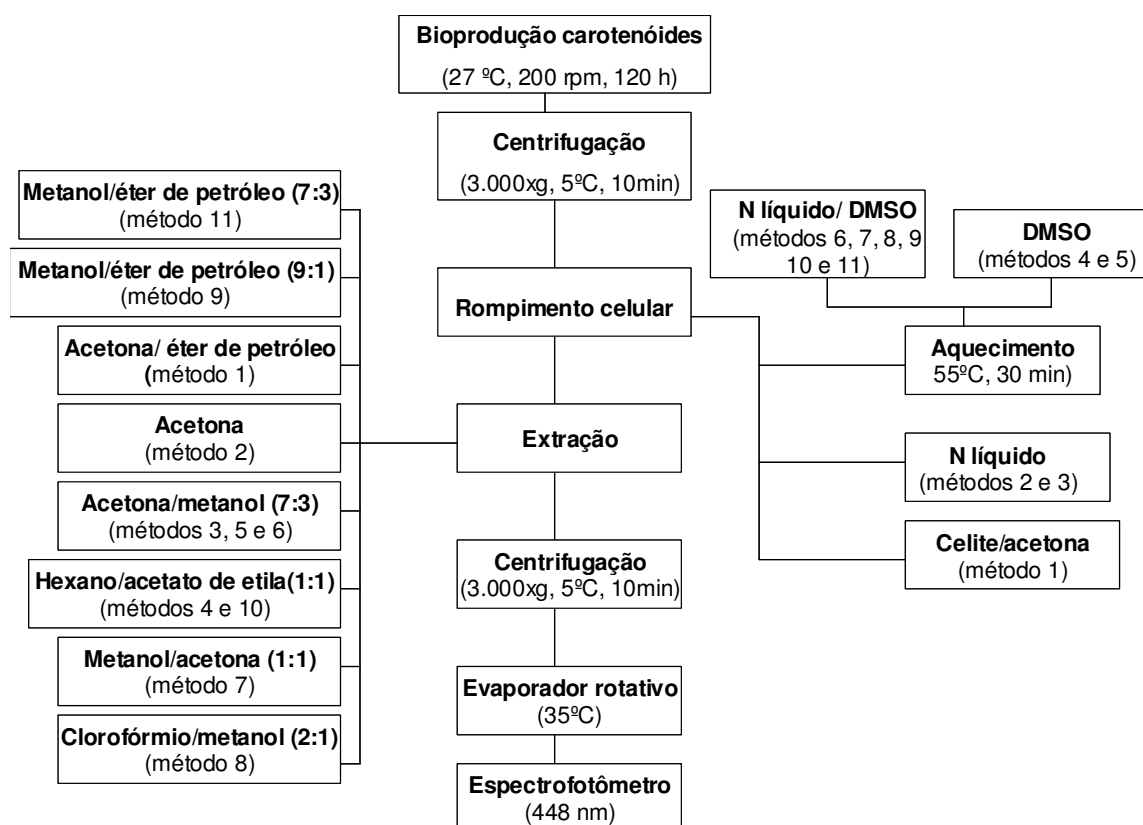 Bioprodução carotenóides
(27 ºC, 200 rpm, 120 h)
Centrifugação
(3.000xg, 5ºC, 10min)
Metanol/éter de petróleo (7:3)
(método 11)
Metanol/éter de petróleo (9:1)
(método 9)
Acetona/ éter de petróleo
(método 1)
Acetona
(método 2)
Acetona/metanol (7:3)
(métodos 3, 5 e 6)
Hexano/acetato de etila(1:1)
(métodos 4 e 10)
Metanol/acetona (1:1)
(método 7)
Clorofórmio/metanol (2:1)
(método 8)
Rompimento celular
Extração
Centrifugação
(3.000xg, 5ºC, 10min)
Evaporador rotativo
(35ºC)
Espectrofotômetro
(448 nm)
N líquido/ DMSO
(métodos 6, 7, 8, 9
10 e 11)
DMSO
(métodos 4 e 5)
Aquecimento
55ºC, 30 min)
N líquido
(métodos 2 e 3)
Celite/acetona
(método 1)